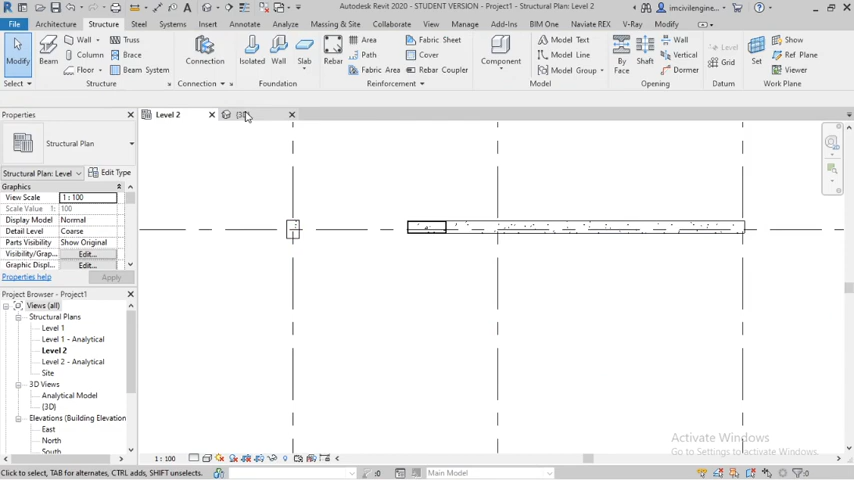 Autodesk Revit 2020 - STUDENT VERSION - Project1 - Structural Plan: Level 2
imcivilengine...
File Architecture Structure Steel Systems Insert Annotate Analyze Massing & Site Collaborate View Manage Add-Ins BIM One Naviate REX V-Ray Modify
Modify Beam Wall Truss Connection Isolated Wall Slab Rebar Area Fabric Sheet Component Model Text By Face Shaft Wall Level Set Show
Column Brace Path Cover Model Line Vertical Grid Ref Plane
Floor Beam System Fabric Area Rebar Coupler Model Group Dormer Viewer
Select Structure Connection Foundation Reinforcement Model Opening Datum Work Plane
Properties
Level 2
{3D}
Structural Plan
Structural Plan: Level
Edit Type
Graphics
View Scale 1 : 100
Scale Value 1: 100
Display Model Normal
Detail Level Coarse
Parts Visibility Show Original
Visibility/Grap... Edit...
Graphic Displ... Edit...
Properties help
Apply
Project Browser - Project1
Views (all)
Structural Plans
Level 1
Level 1 - Analytical
Level 2
Level 2 - Analytical
Site
3D Views
Analytical Model
{3D}
Elevations (Building Elevation
East
North
South
Activate Windows
Go to Settings to activate Windows.
1 : 100
Click to select, TAB for alternates, CTRL adds, SHIFT unselects.
:0
Main Model
:0